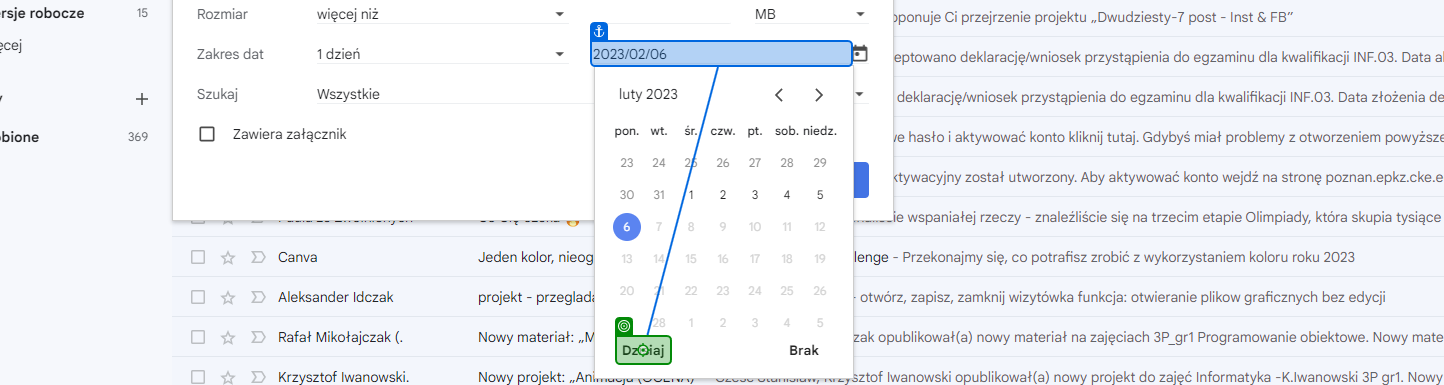 ersje robocze 15
ęcej
369
obione
Rozmiar więcej niż MB
Zakres dat 1 dzień 2023/02/06
Szukaj Wszystkie
Zawiera załącznik
luty 2023
pon. wt. śr. czw. pt. sob. niedz.
23 24 25 26 27 28 29
30 31 1 2 3 4 5
6 7 8 9 10 11 12
13 14 15 16 17 18 19
20 21 22 23 24 25 26
28 1 2 3 4 5
Dzisiaj Brak
oponuje Ci przejrzenie projektu „Dwudziesty-7 post - Inst & FB”
eptowano deklarację/wniosek przystąpienia do egzaminu dla kwalifikacji INF.03. Data a
deklarację/wniosek przystąpienia do egzaminu dla kwalifikacji INF.03. Data złożenia de
we hasło i aktywować konto kliknij tutaj. Gdybyś miał problemy z otworzeniem powyższe
ktywacyjny został utworzony. Aby aktywować konto wejdź na stronę poznan.epkz.cke.e
wspaniałej rzeczy - znaleźliście się na trzecim etapie Olimpiady, która skupia tysiące
Canva Jeden kolor, nieog lenge - Przekonajmy się, co potrafisz zrobić z wykorzystaniem koloru roku 2023
Aleksander Idczak projekt - przegląda - otwórz, zapisz, zamknij wizytówka funkcja: otwieranie plikow graficznych bez edycji
Rafał Mikołajczak (. Nowy materiał: „M zak opublikował(a) nowy materiał na zajęciach 3P_gr1 Programowanie obiektowe. Nowy mate
Krzysztof Iwanowski. Nowy projekt: „Animacja (OCENA) Cześć Stanisław, Krzysztof Iwanowski opublikował(a) nowy projekt do zajęć Informatyka -K.Iwanowski 3P gr1. Nowy